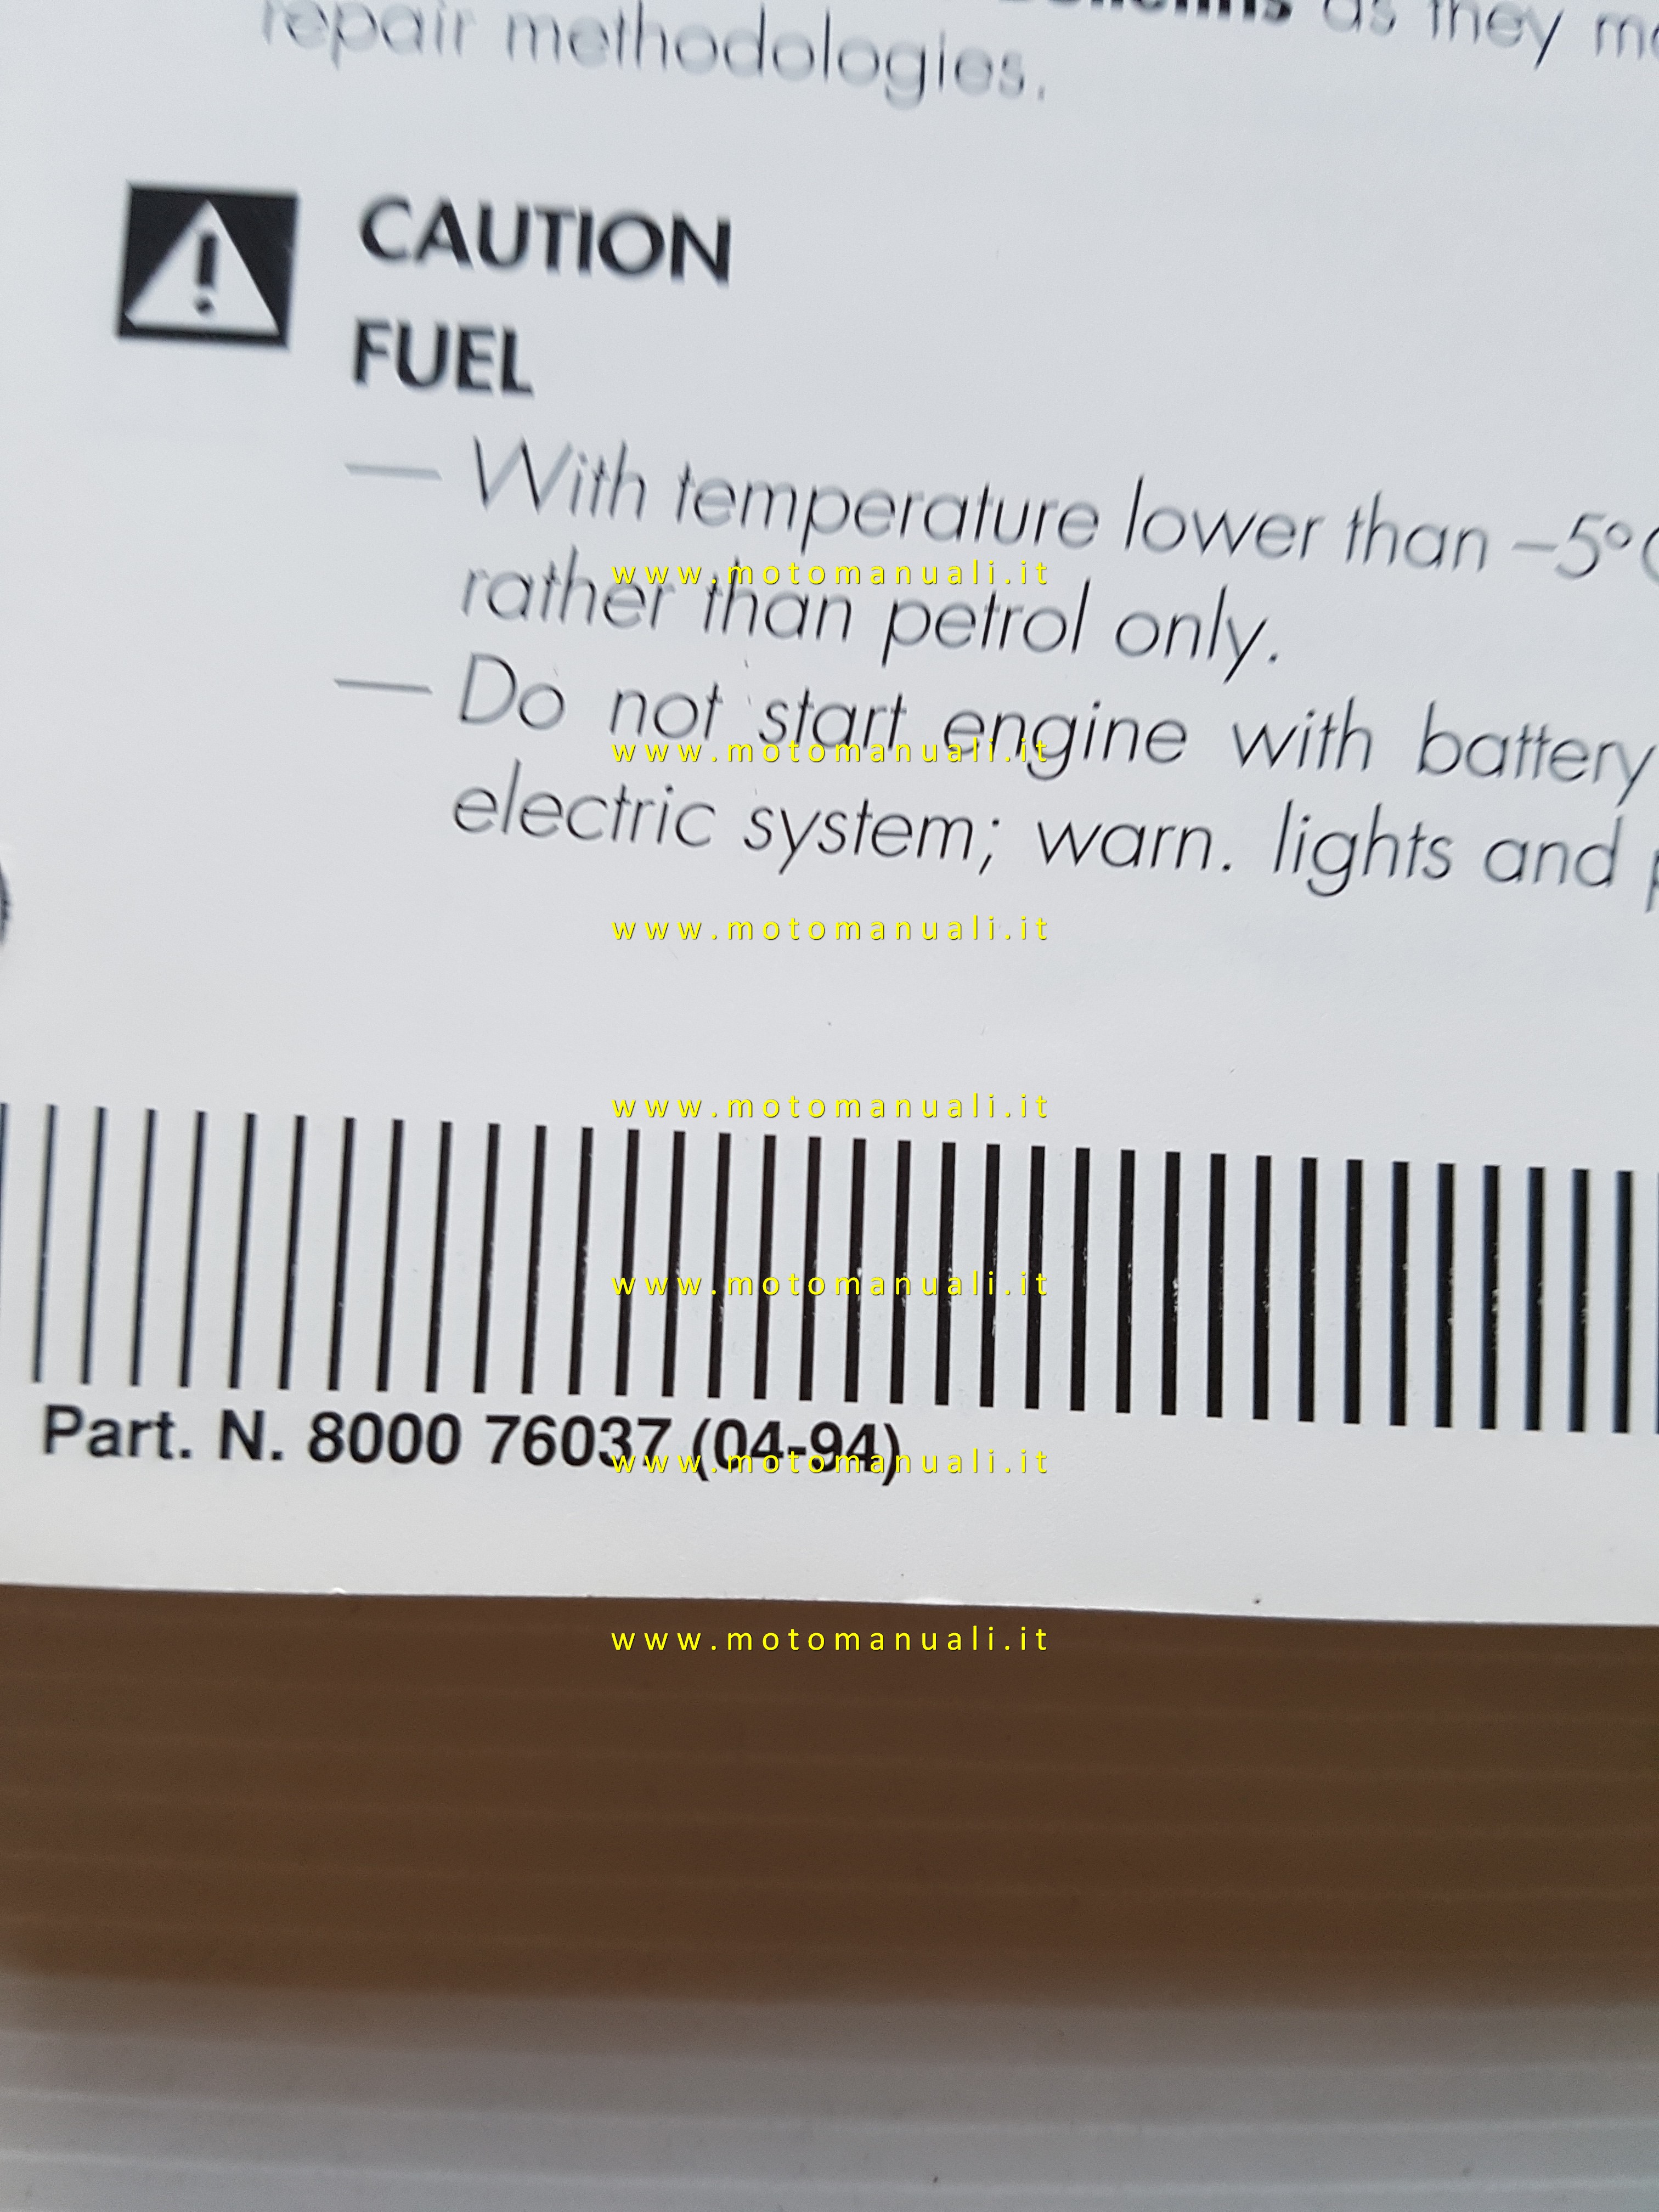 as they
repair methodologies.
CAUTION
FUEL
— With temperature lower than –5°
rather than petrol only.
— Do not start engine with battery
electric system; warn. lights and
Part. N. 8000 76037 (04-94)
www.motomanuali.it
www.motomanuali.it
www.motomanuali.it
www.motomanuali.it
www.motomanuali.it
www.motomanuali.it
www.motomanuali.it